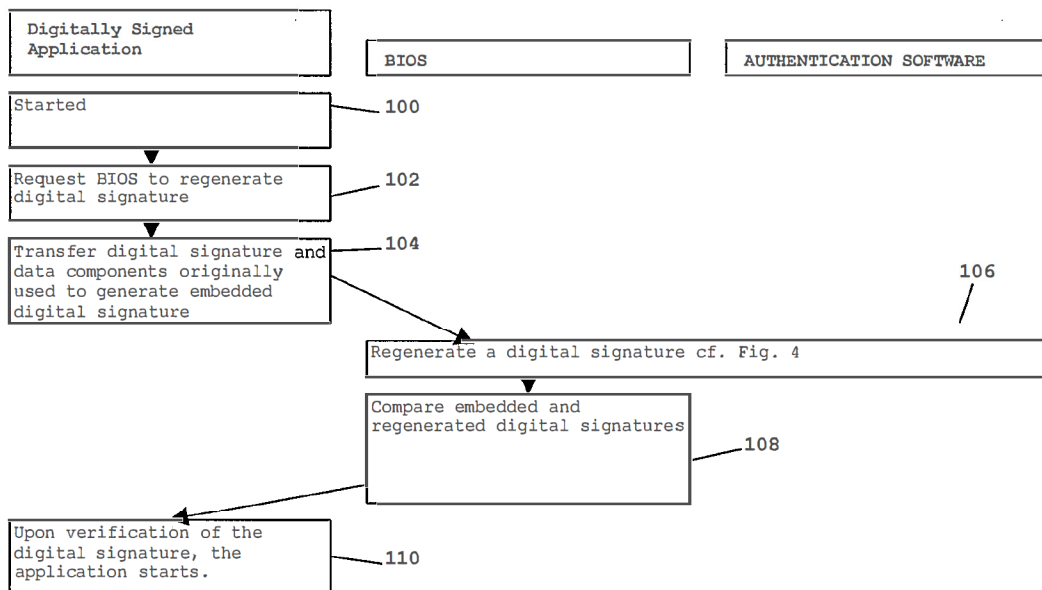 Digitally Signed
Application
BIOS
AUTHENTICATION SOFTWARE
Started
100
Request BIOS to regenerate
digital signature
102
Transfer digital signature and
data components originally
used to generate embedded
digital signature
104
106
Regenerate a digital signature cf. Fig. 4
Compare embedded and
regenerated digital signatures
108
Upon verification of the
digital signature, the
application starts.
110